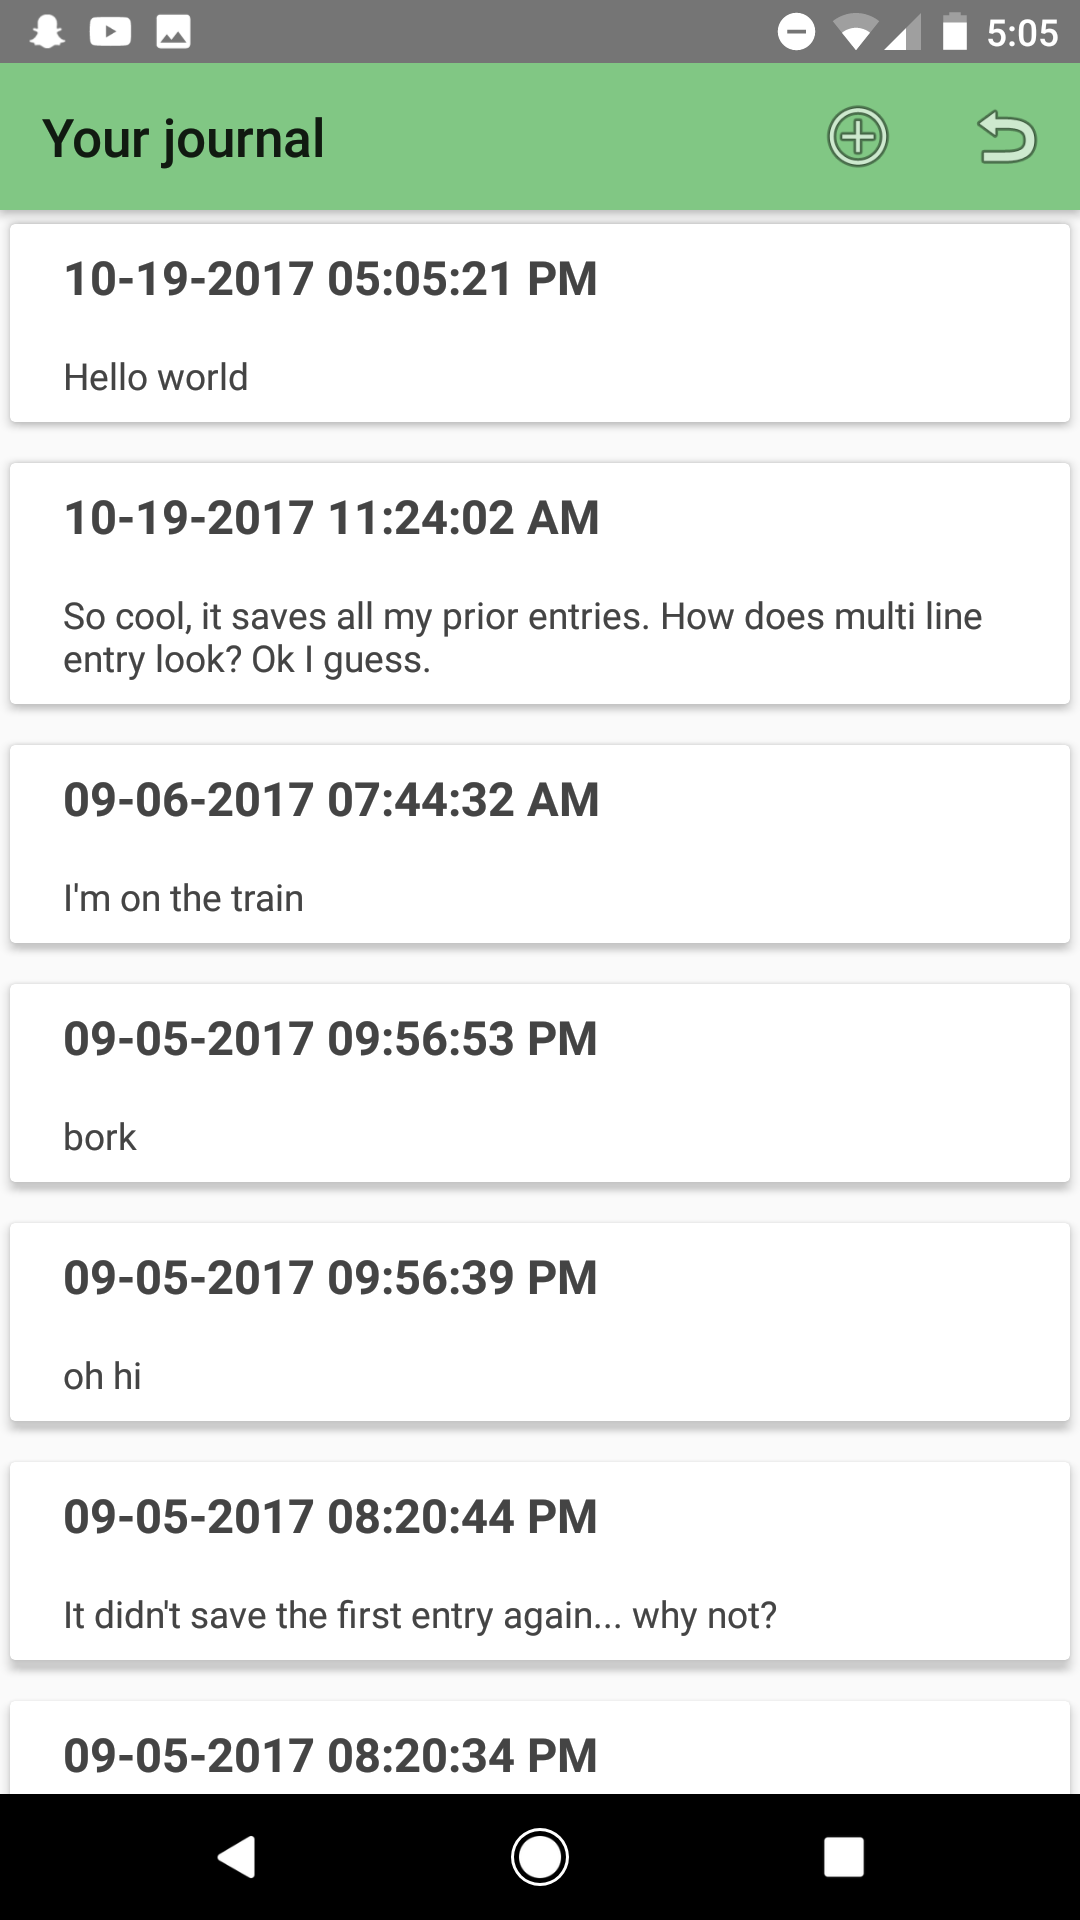 5:05
Your journal
10-19-2017 05:05:21 PM
Hello world
10-19-2017 11:24:02 AM
So cool, it saves all my prior entries. How does multi line
entry look? Ok I guess.
09-06-2017 07:44:32 AM
I'm on the train
09-05-2017 09:56:53 PM
bork
09-05-2017 09:56:39 PM
oh hi
09-05-2017 08:20:44 PM
It didn't save the first entry again... why not?
09-05-2017 08:20:34 PM